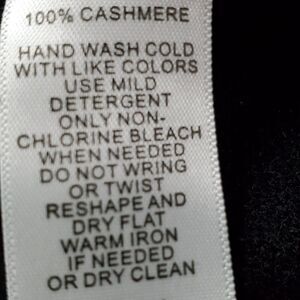 100% CASHMERE
HAND WASH COLD
WITH LIKE COLORS
USE MILD
DETERGENT
ONLY NON-
CHLORINE BLEACH
WHEN NEEDED
DO NOT WRING
OR TWIST
RESHAPE AND
DRY FLAT
WARM IRON
IF NEEDED
OR DRY CLEAN